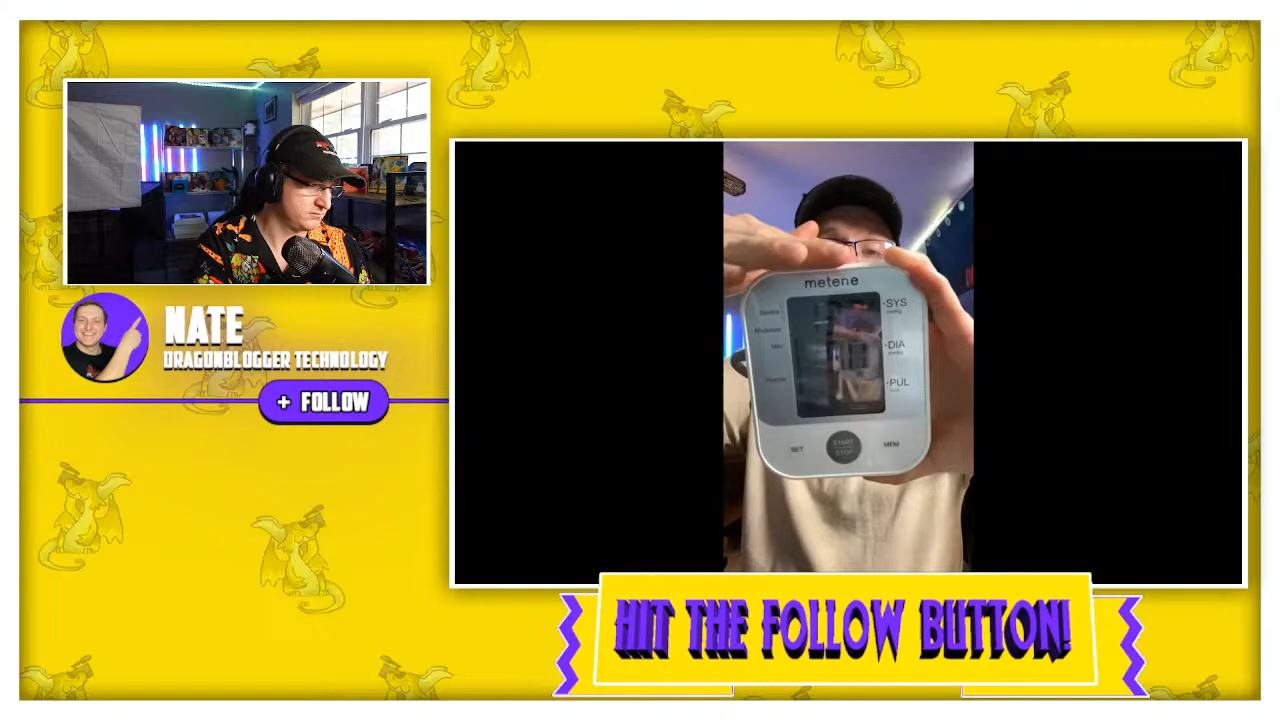 NATE
DRAGONBLOGGER TECHNOLOGY
+ FOLLOW
metene
SYS
DIA
PUL
SET
START
STOP
MEM
HIT THE FOLLOW BUTTON!